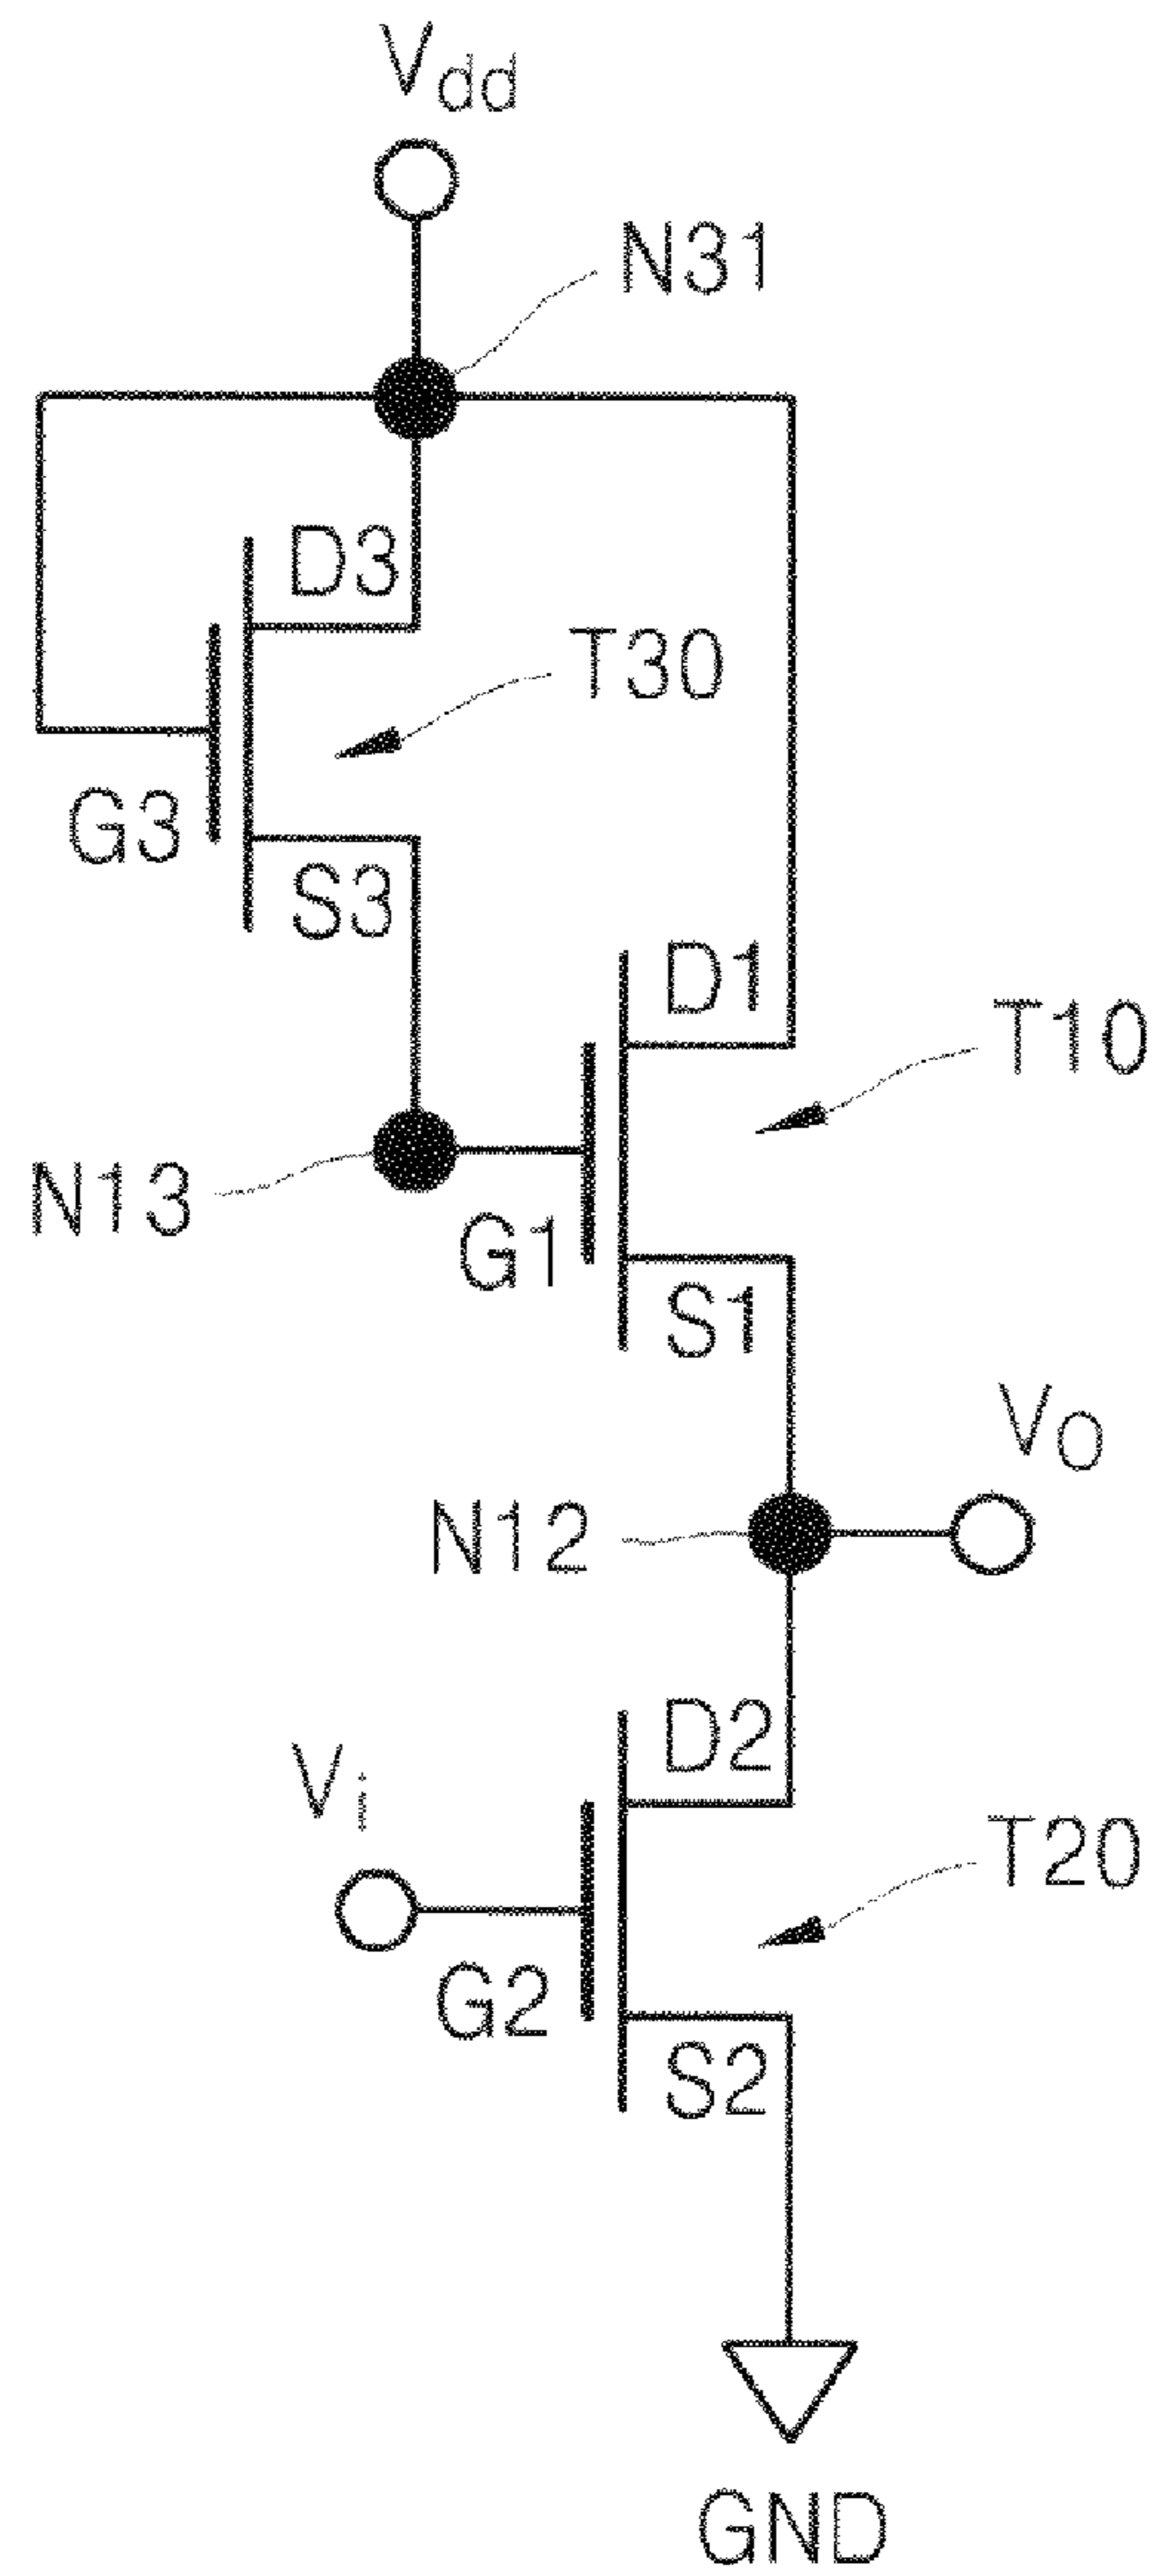 Vdd
N31
D3
T30
G3
S3
D1
T10
N13
G1
S1
VO
N12
D2
Vi
T20
G2
S2
GND